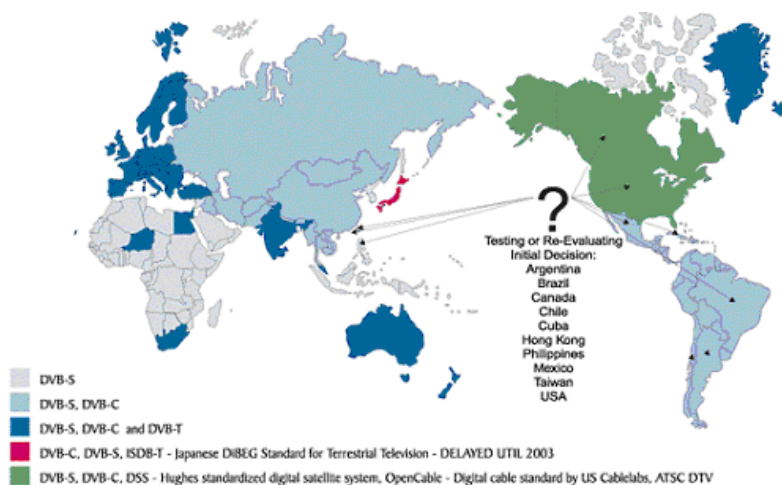 ?
Testing or Re-Evaluating
Initial Decision:
Argentina
Brazil
Canada
Chile
Cuba
Hong Kong
Philippines
Mexico
Taiwan
USA
DVB-S
DVB-S, DVB-C
DVB-S, DVB-C and DVB-T
DVB-C, DVB-S, ISDB-T - Japanese DiBEG Standard for Terrestrial Television - DELAYED UTIL 2003
DVB-S, DVB-C, DSS - Hughes standardized digital satellite system, OpenCable - Digital cable standard by US Cablelabs, ATSC DTV